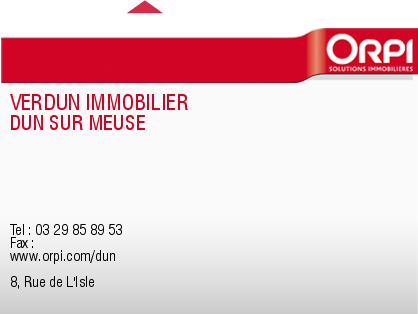 ORPI
SOLUTIONS IMMOBILIÈRES
VERDUN IMMOBILIER
DUN SUR MEUSE
Tel : 03 29 85 89 53
Fax :
www.orpi.com/dun
8, Rue de L'Isle